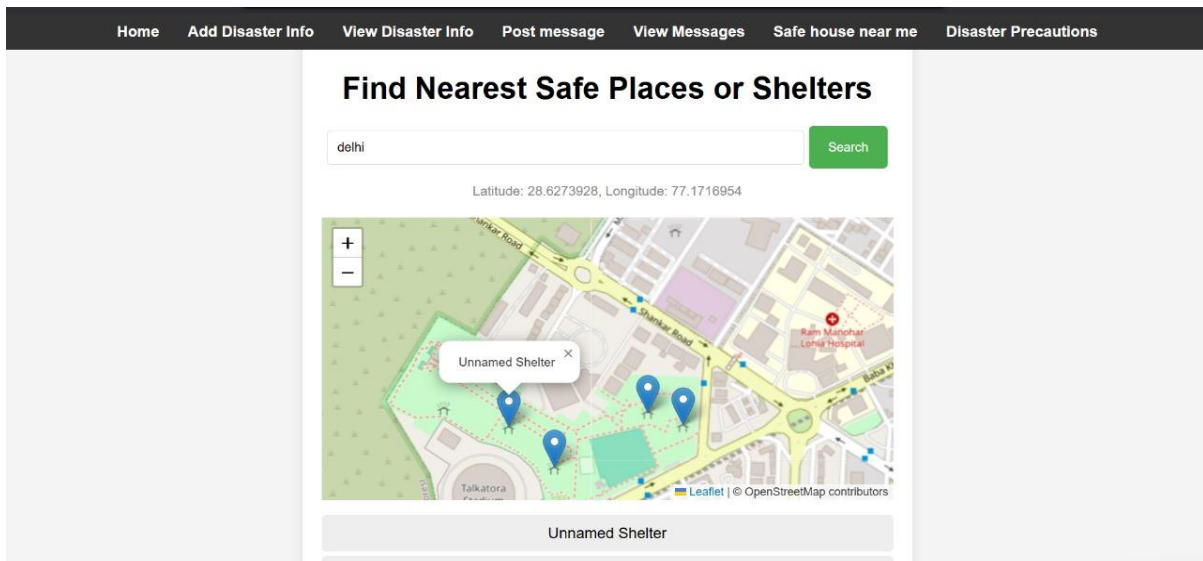 Home Add Disaster Info View Disaster Info Post message View Messages Safe house near me Disaster Precautions
Find Nearest Safe Places or Shelters
delhi
Search
Latitude: 28.6273928, Longitude: 77.1716954
+
−
Shankar Road
Shankar Road
Ram Manohar
Lohia Hospital
Unnamed Shelter ×
Talkatora
Leaflet | © OpenStreetMap contributors
Unnamed Shelter